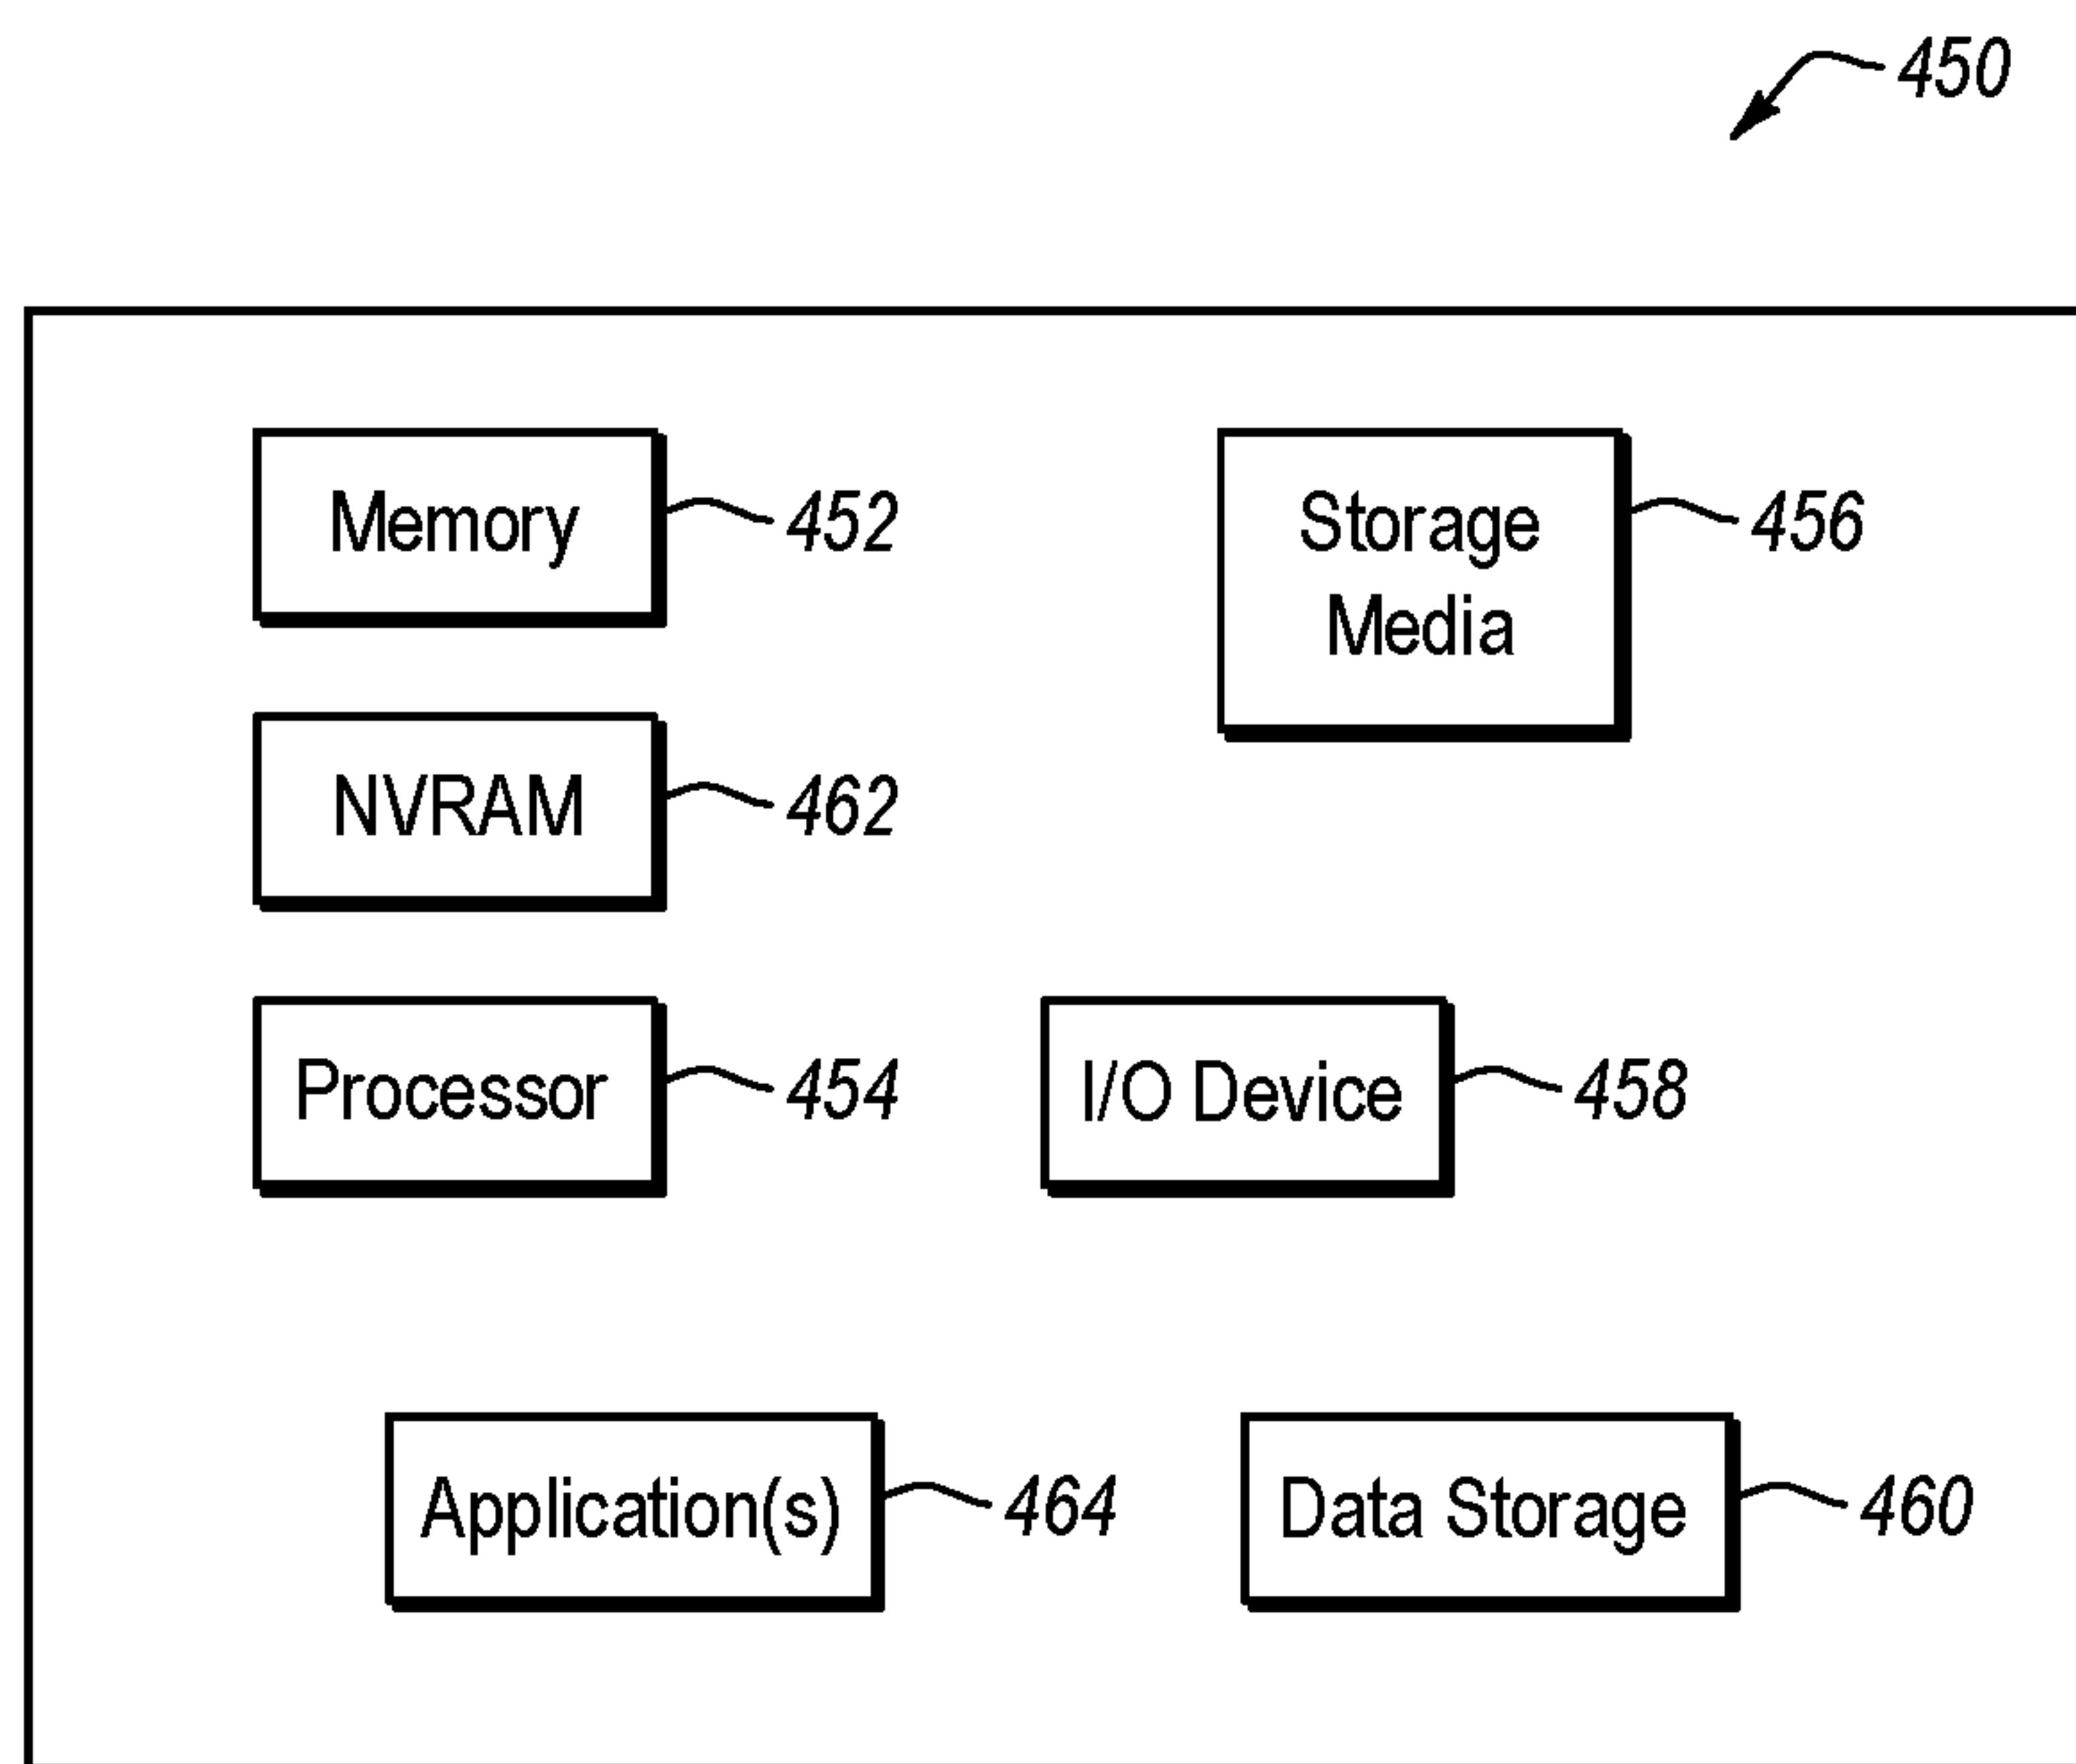 450
Memory 452
Storage 456
Media
NVRAM 462
Processor 454
I/O Device 458
Application(s) 464
Data Storage 460